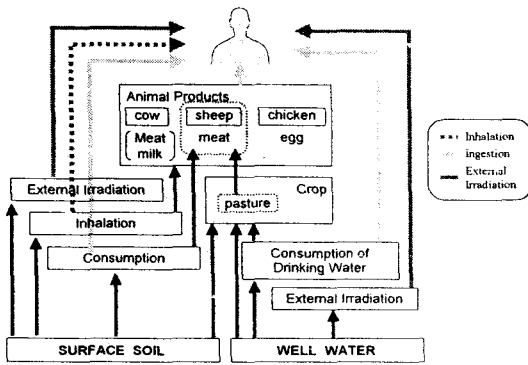 Animal Products
cow sheep chicken
Meat meat egg
milk
Inhalation
ingestion
External
Irradiation
External Irradiation
Crop
pasture
Inhalation
Consumption
Consumption of
Drinking Water
External Irradiation
SURFACE SOIL
WELL WATER